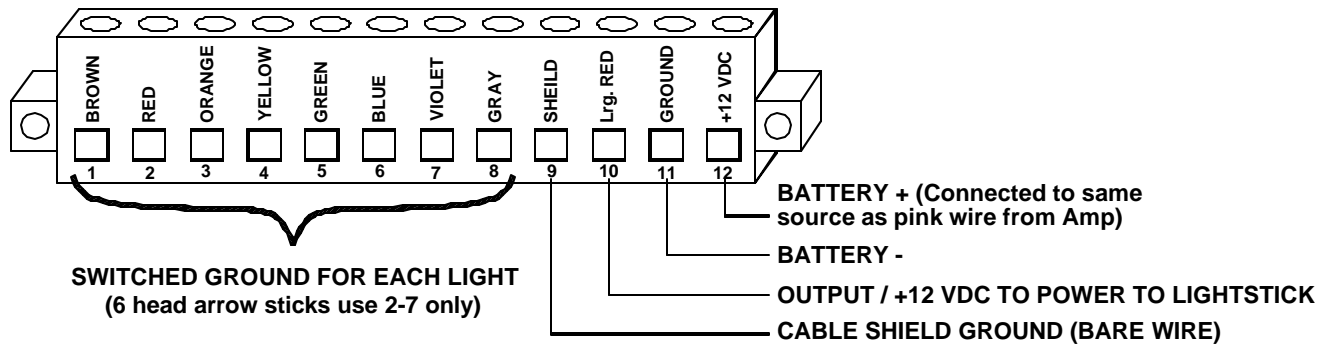 BROWN
RED
ORANGE
YELLOW
GREEN
BLUE
VIOLET
GRAY
SHEILD
Lrg. RED
GROUND
+12 VDC
1 2 3 4 5 6 7 8 9 10 11 12
BATTERY + (Connected to same
source as pink wire from Amp)
BATTERY -
OUTPUT / +12 VDC TO POWER TO LIGHTSTICK
CABLE SHIELD GROUND (BARE WIRE)
SWITCHED GROUND FOR EACH LIGHT
(6 head arrow sticks use 2-7 only)